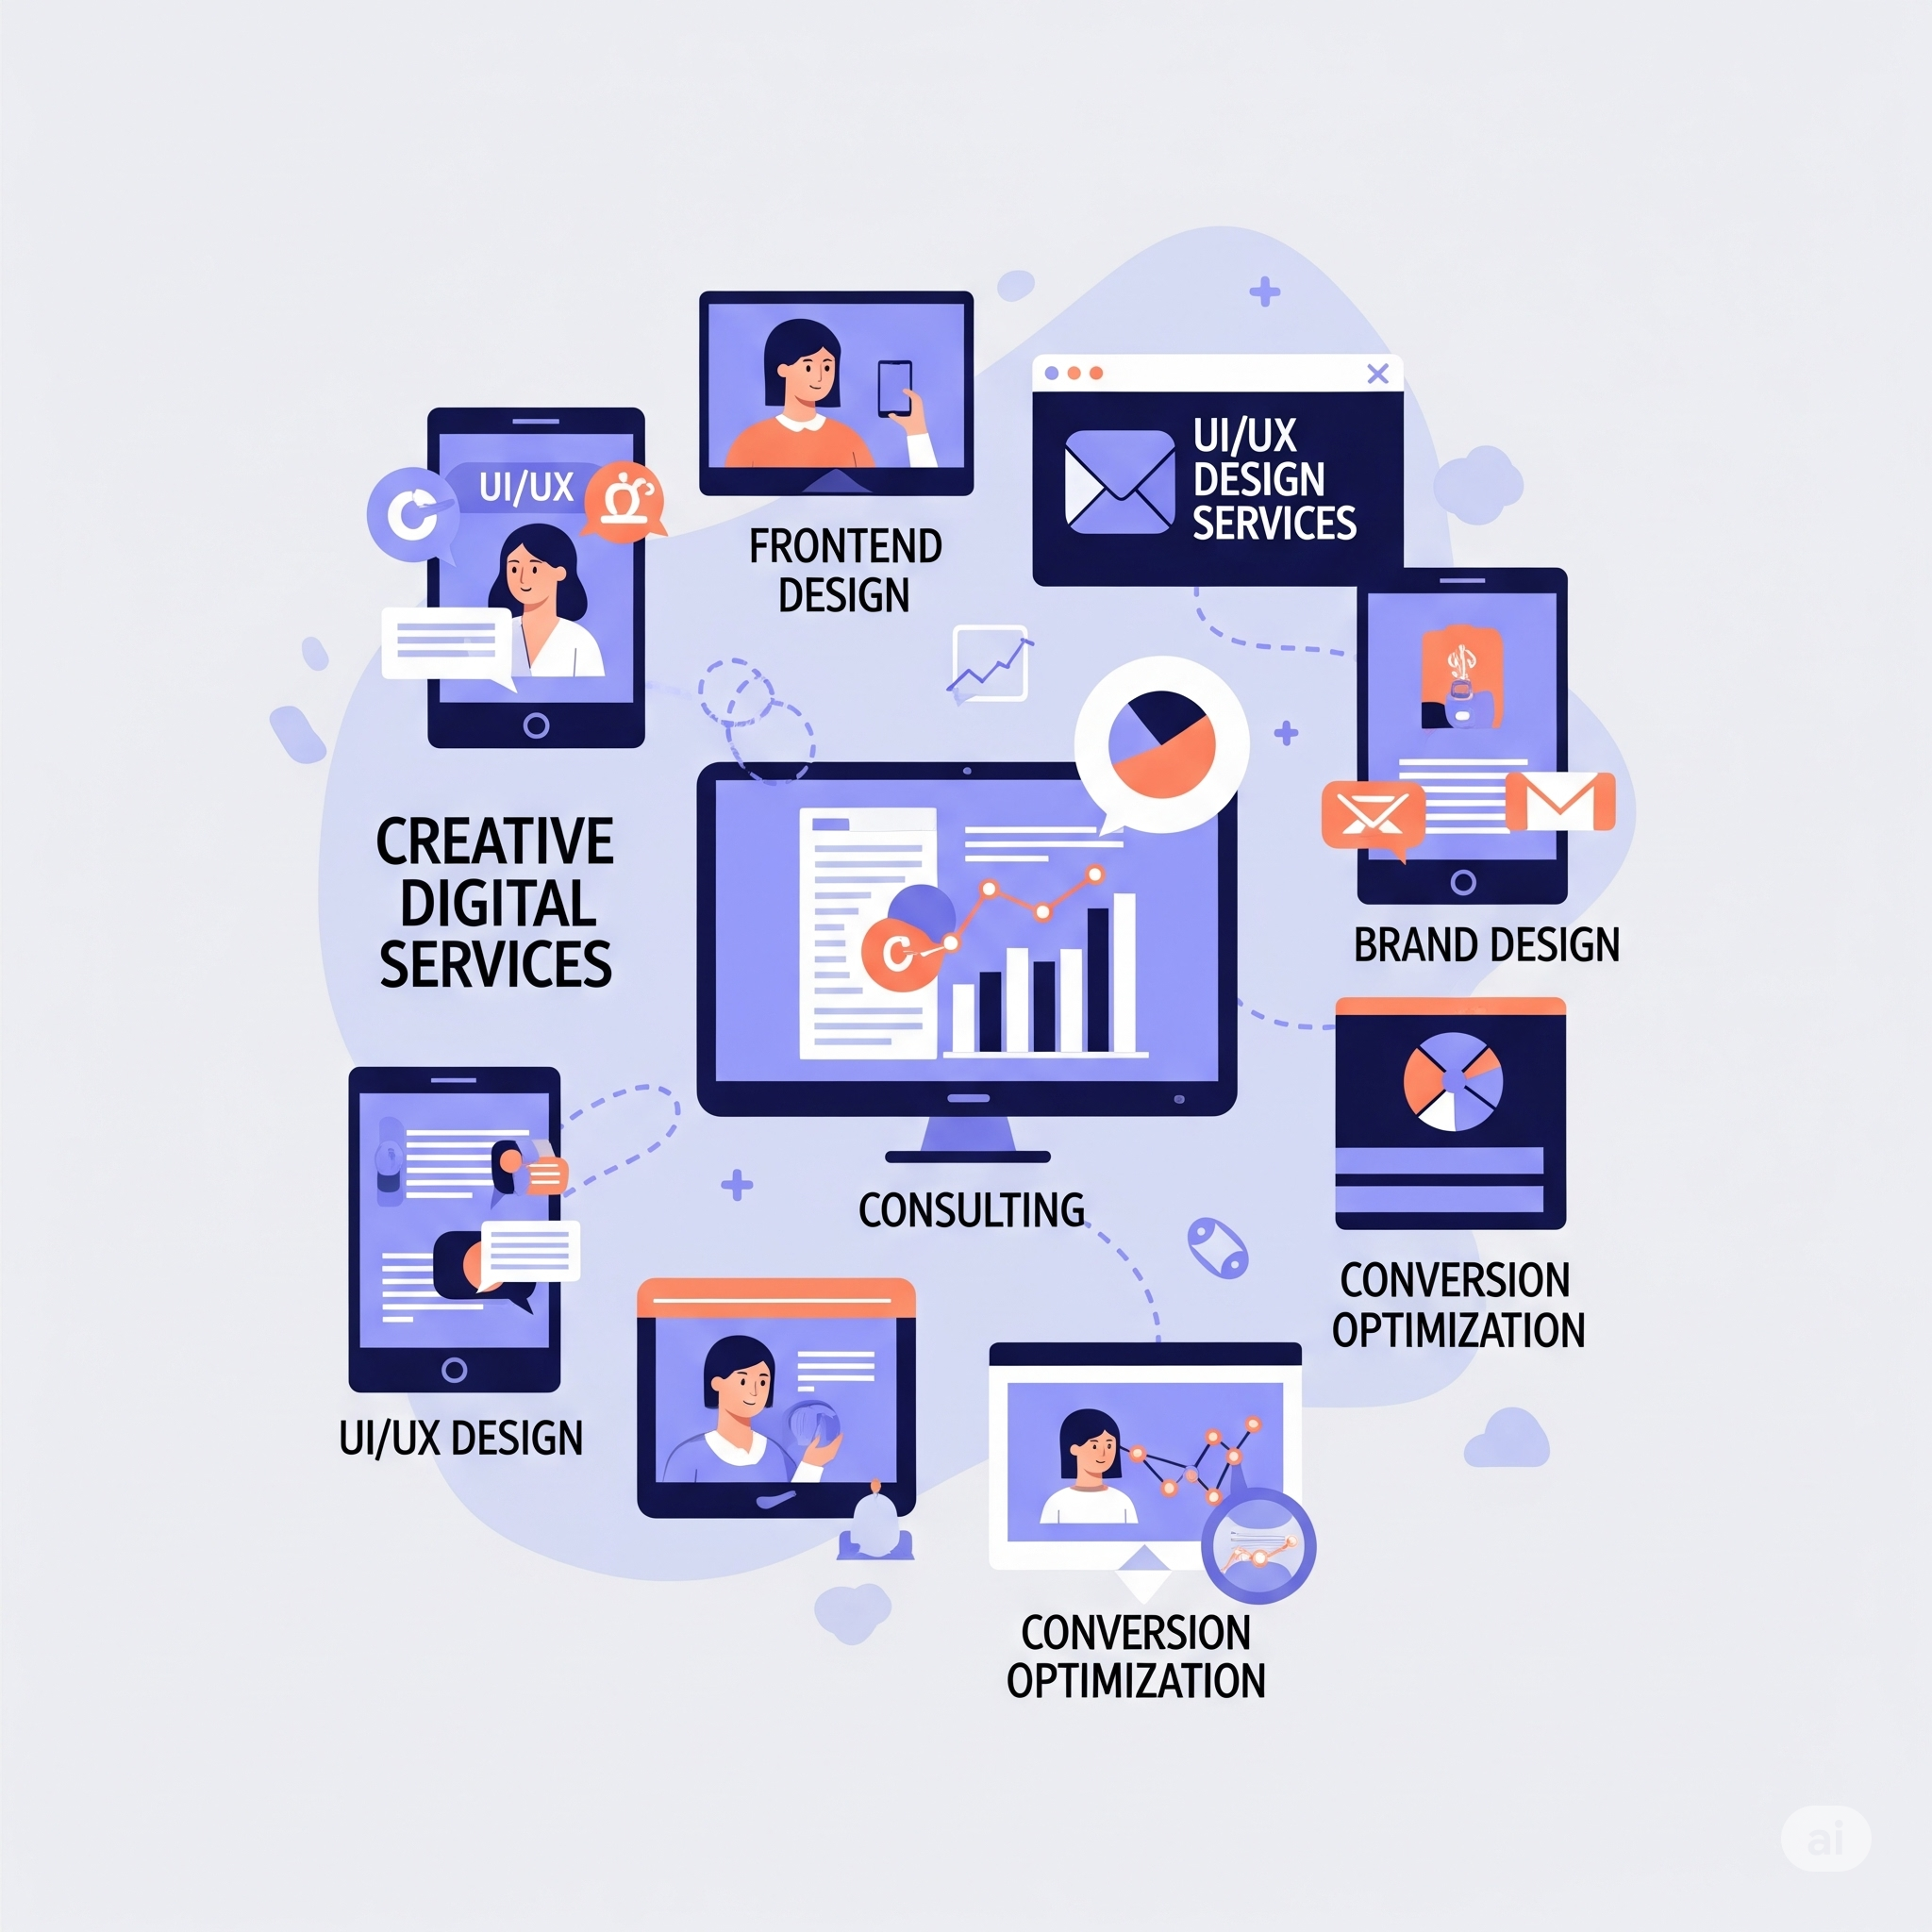 FRONTEND
DESIGN
UI/UX
DESIGN
SERVICES
UI/UX
CREATIVE
DIGITAL
SERVICES
C
BRAND DESIGN
CONSULTING
CONVERSION
OPTIMIZATION
UI/UX DESIGN
CONVERSION
OPTIMIZATION
ai